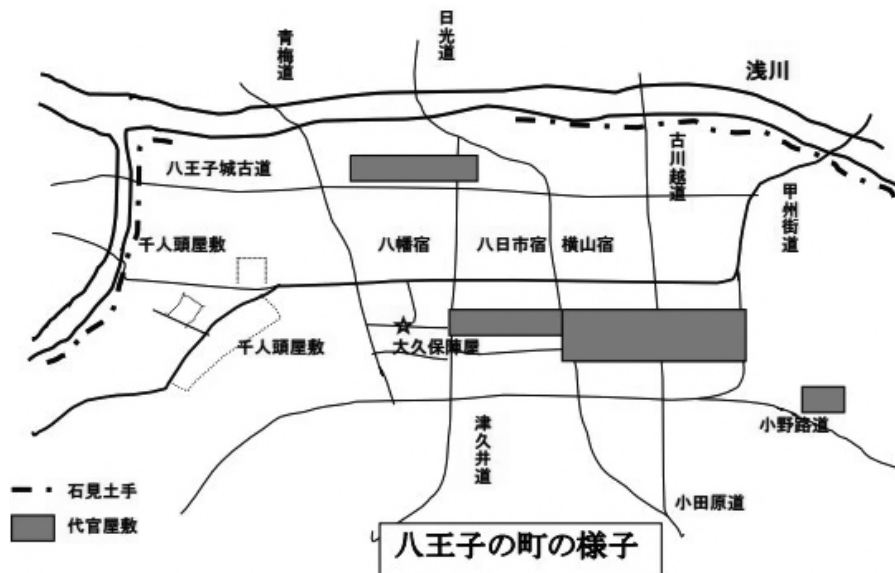 日光道
青梅道
浅川
古川越道
八王子城古道
甲州街道
千人頭屋敷
八幡宿
八日市宿
横山宿
千人頭屋敷
大久保陣屋
小野路道
津久井道
石見土手
小田原道
代官屋敷
八王子の町の様子